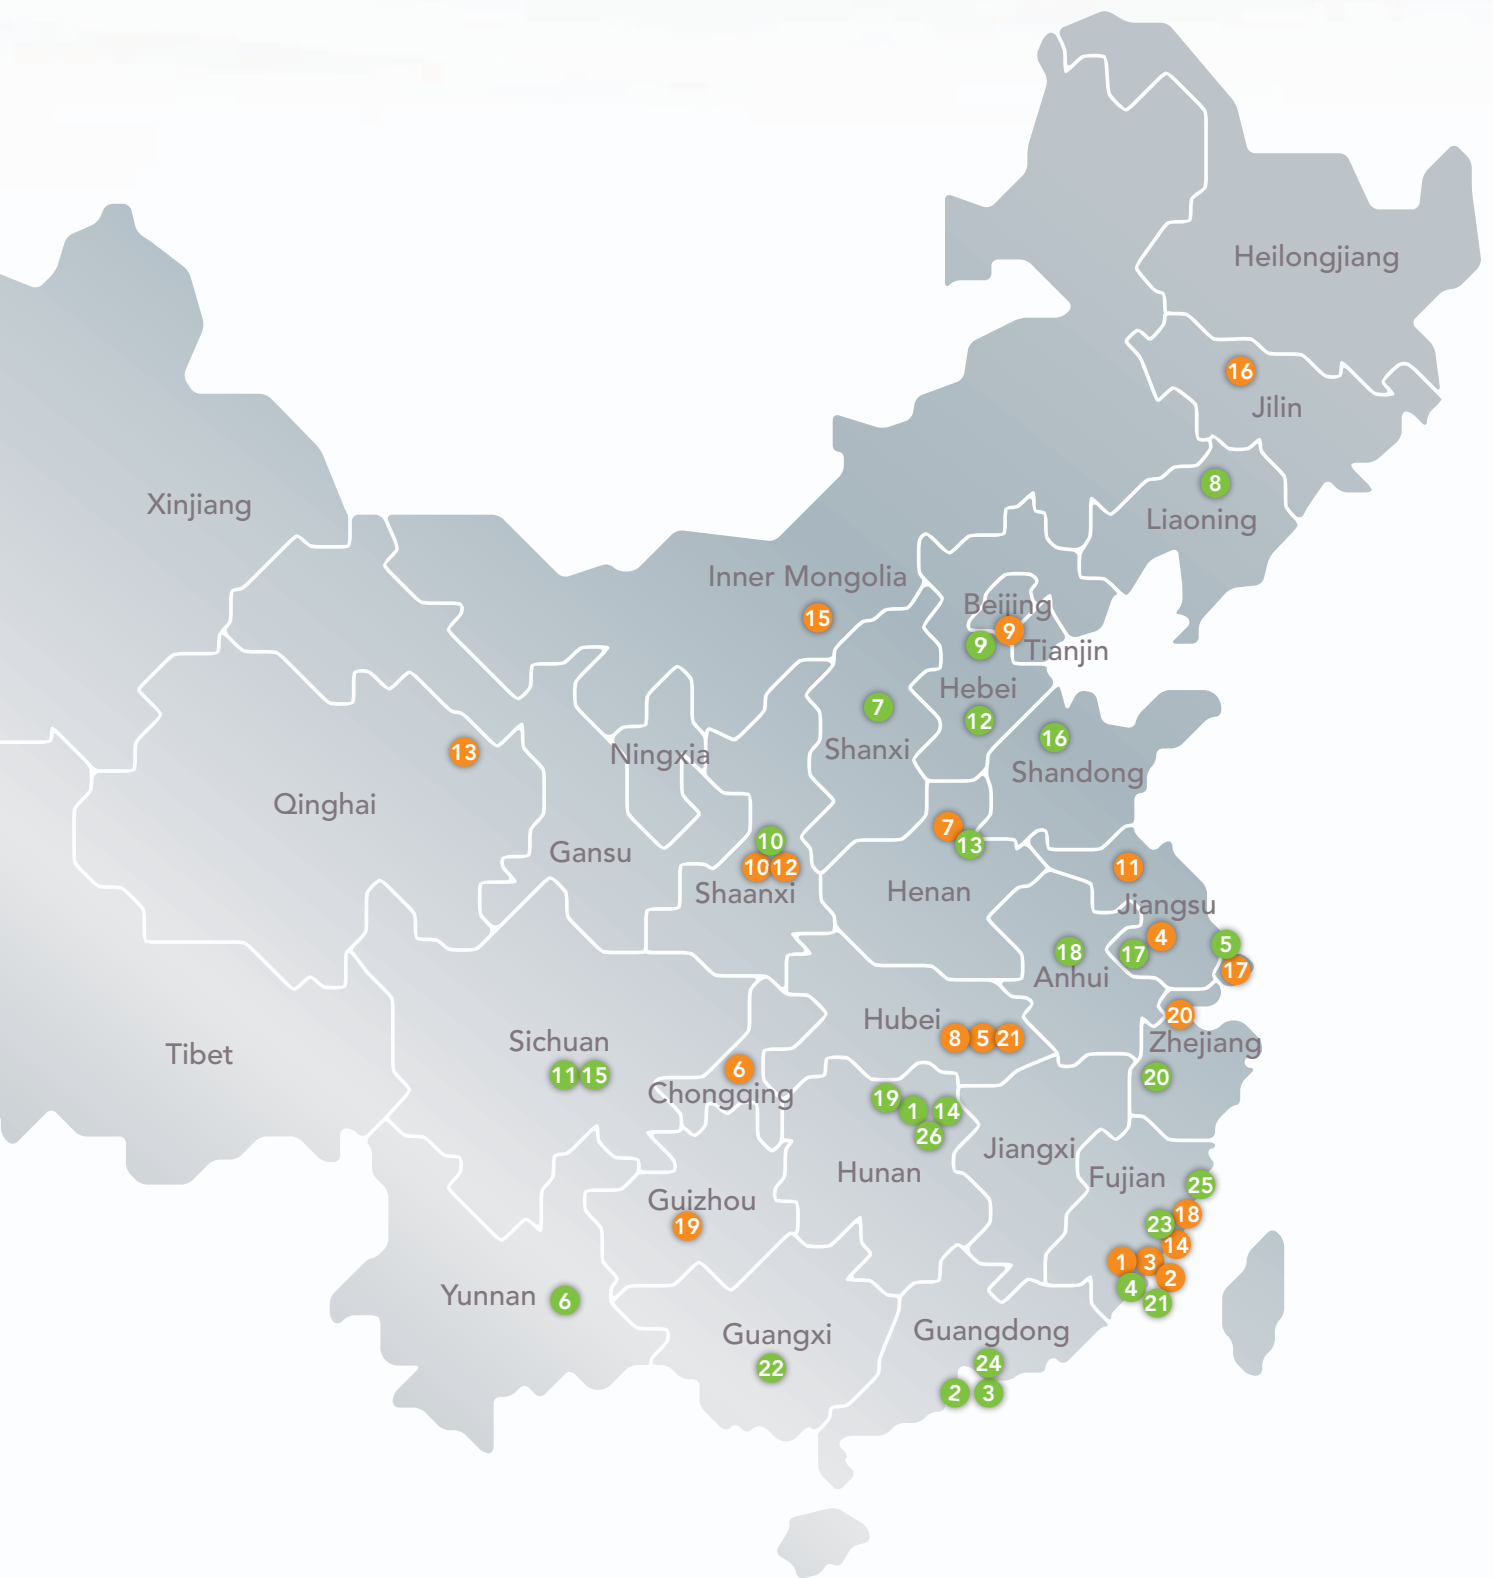 Heilongjiang
16
Jilin
8
Xinjiang
Liaoning
Inner Mongolia
15
Beijing
9
9
Tianjin
Hebei
7
12
16
13
Ningxia
Shanxi
Shandong
Qinghai
7
10
13
Gansu
10 12
11
Shaanxi
Henan
Jiangsu
4
5
18
17
17
Anhui
Hubei
20
8 5 21
Sichuan
Zhejiang
Tibet
11 15
6
20
Chongqing
19
1
14
26
Jiangxi
Hunan
Fujian
25
Guizhou
18
19
23
14
1
3
2
4
21
Yunnan
6
Guangxi
Guangdong
22
24
2
3